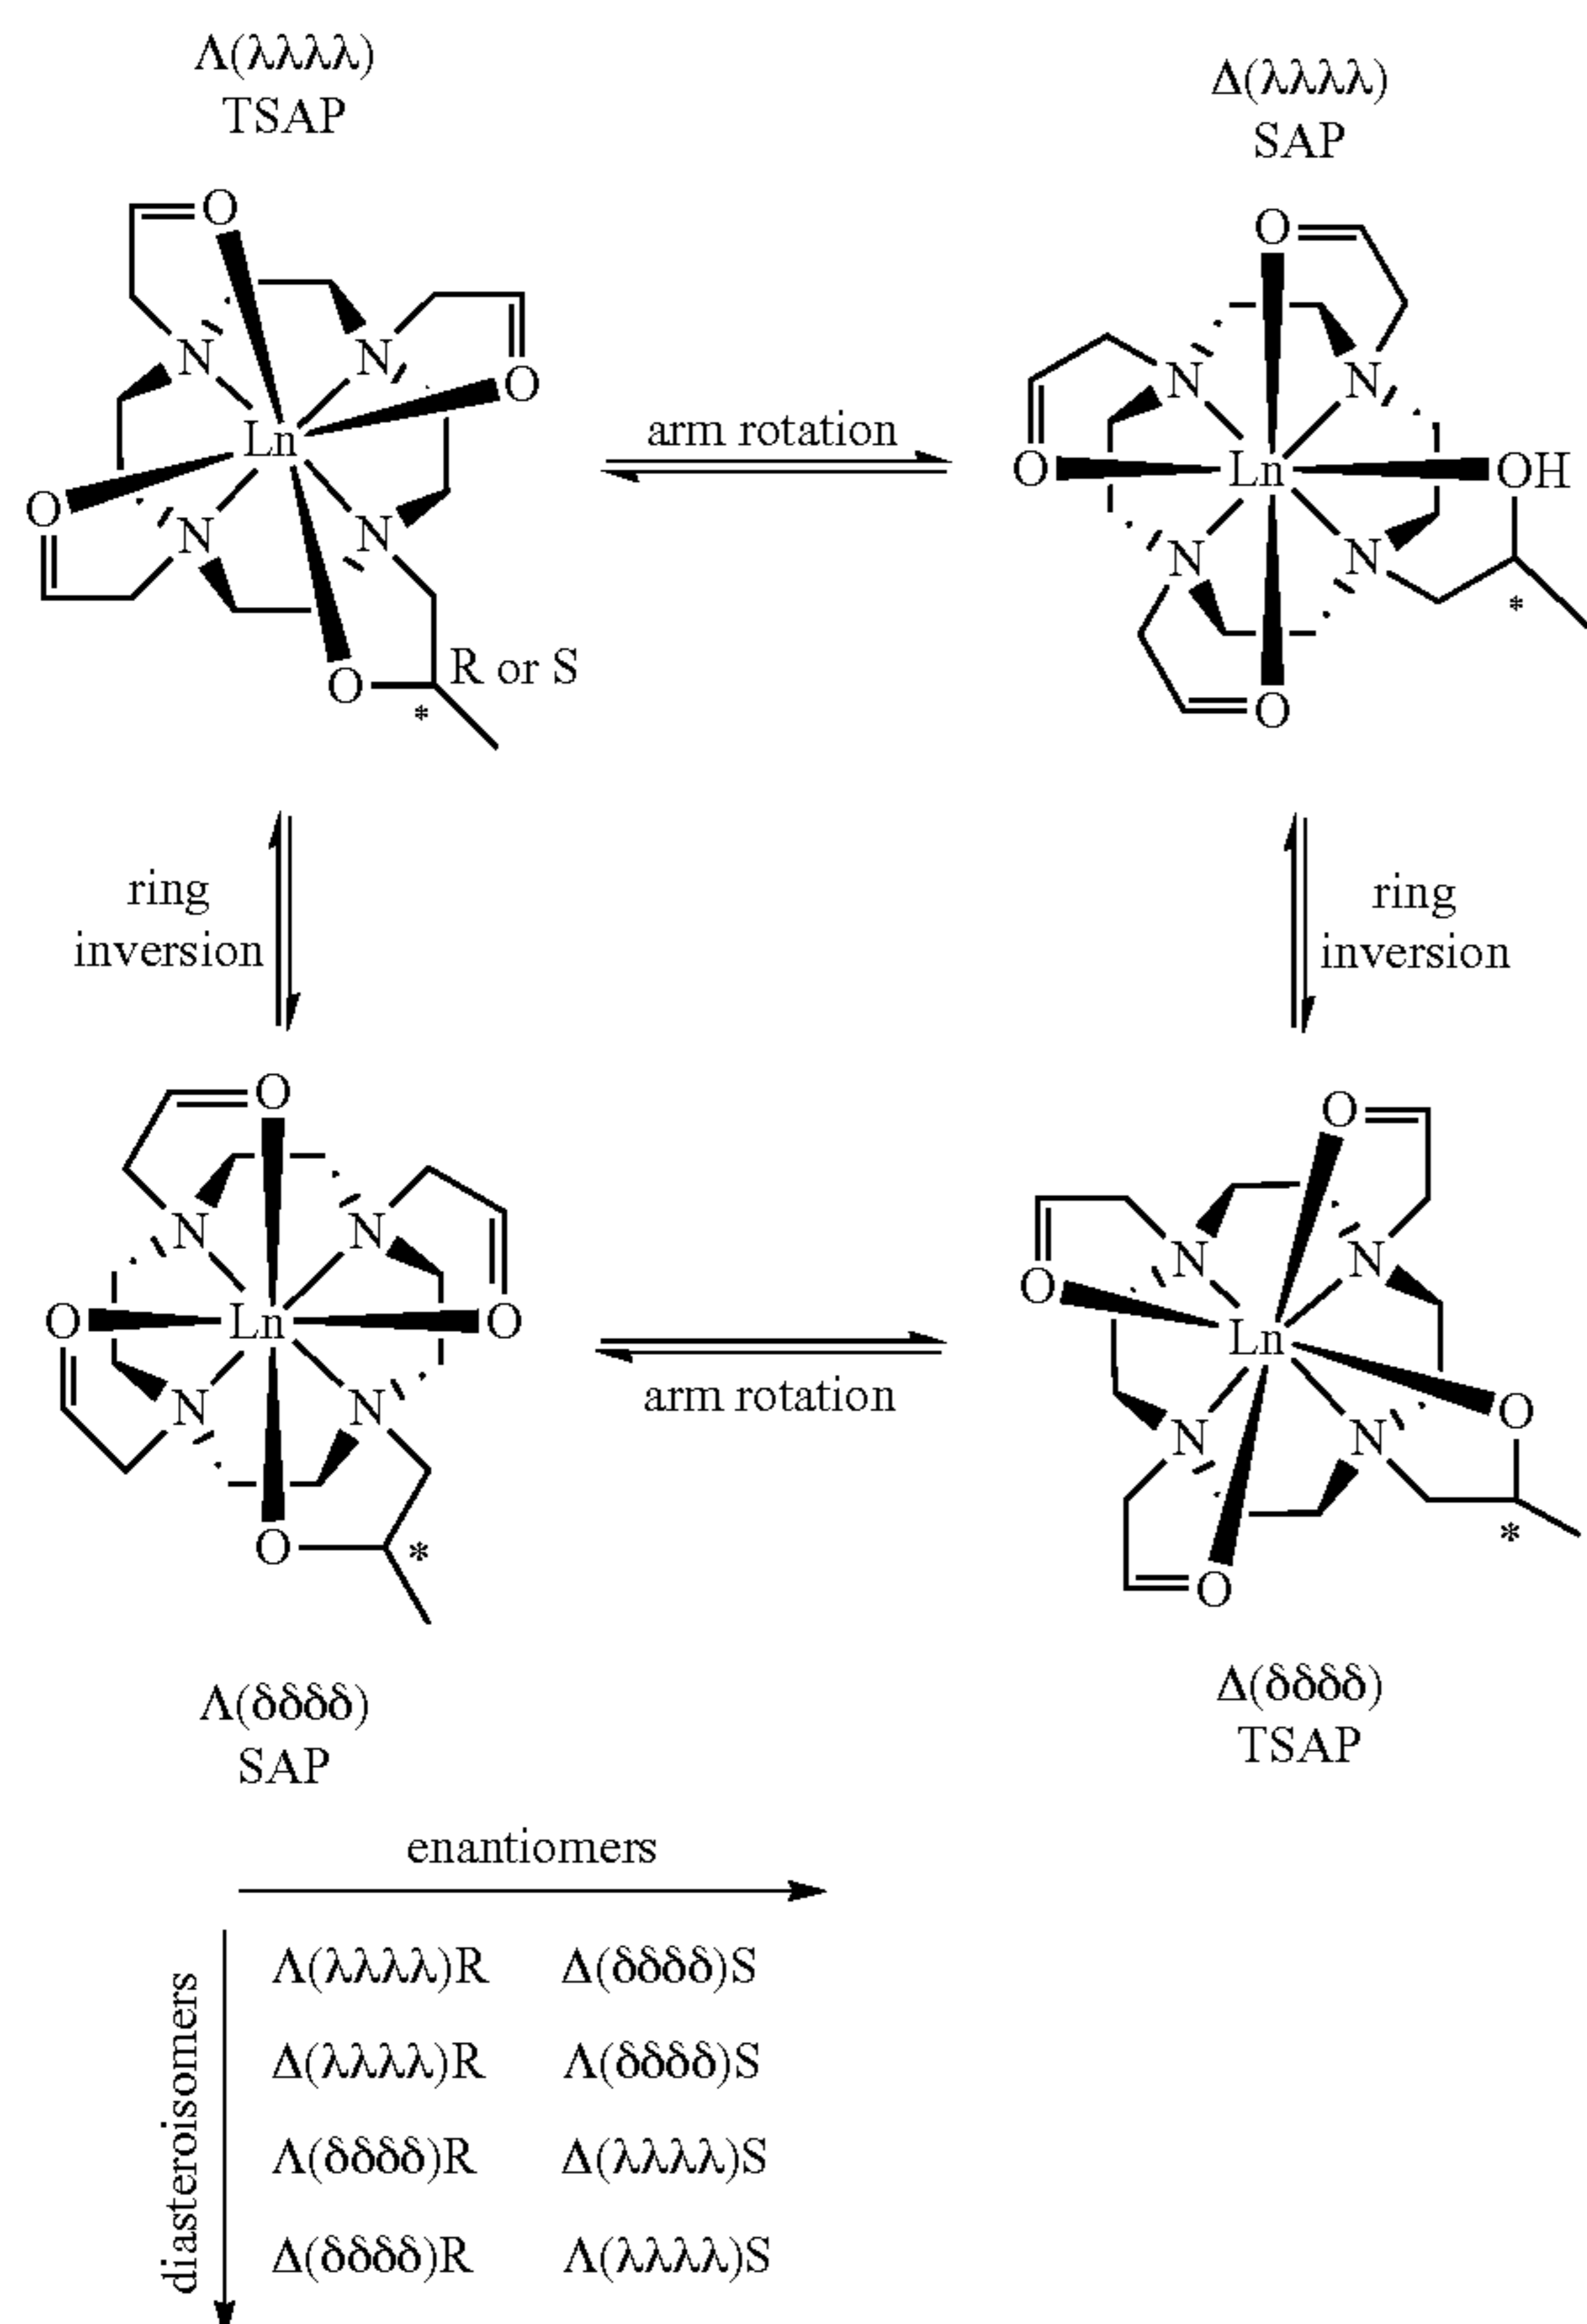 Λ(λλλλ)
TSAP
Δ(λλλλ)
SAP
O
O
N
N
Ln
O
N
N
O
R or S
*
arm rotation
O
N
N
O
Ln
OH
N
N
*
O
ring
inversion
ring
inversion
O
N
N
O
Ln
O
N
N
O
*
arm rotation
O
N
N
O
Ln
O
N
N
*
O
Λ(δδδδ)
SAP
Δ(δδδδ)
TSAP
enantiomers
diasteroisomers
Λ(λλλλ)R Δ(δδδδ)S
Δ(λλλλ)R Λ(δδδδ)S
Λ(δδδδ)R Δ(λλλλ)S
Δ(δδδδ)R Λ(λλλλ)S